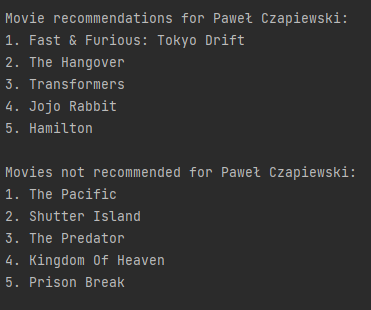 Movie recommendations for Paweł Czapiewski:
1. Fast & Furious: Tokyo Drift
2. The Hangover
3. Transformers
4. Jojo Rabbit
5. Hamilton
Movies not recommended for Paweł Czapiewski:
1. The Pacific
2. Shutter Island
3. The Predator
4. Kingdom Of Heaven
5. Prison Break